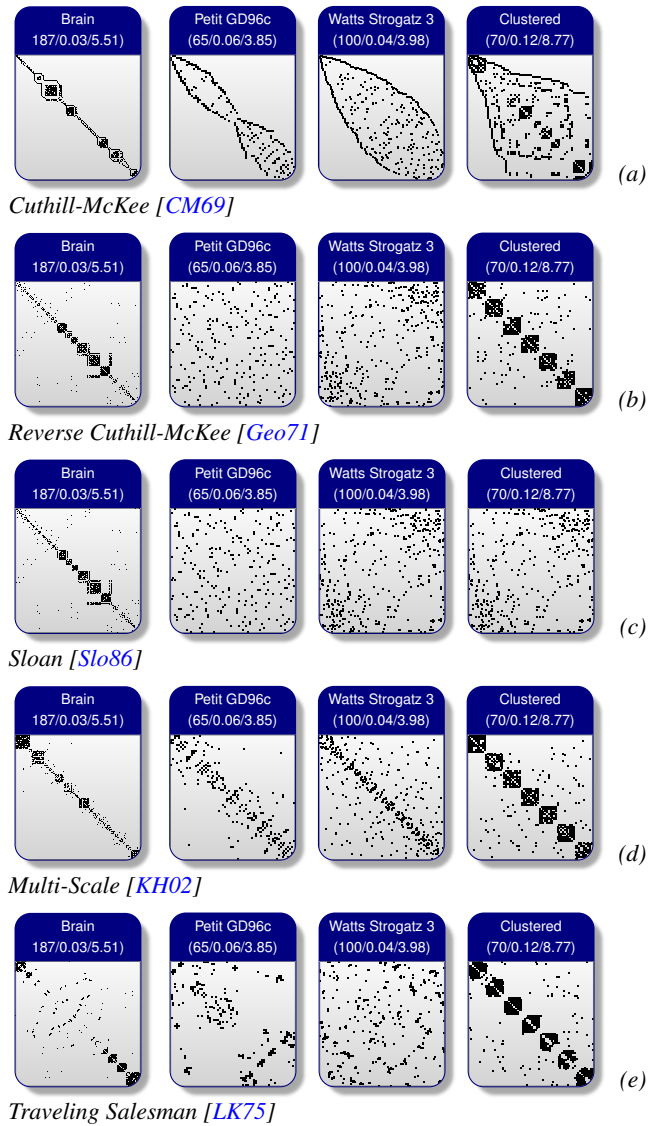 Brain Petit GD96c Watts Strogatz 3 Clustered
187/0.03/5.51) (65/0.06/3.85) (100/0.04/3.98) (70/0.12/8.77)
(a)
Cuthill-McKee [CM69]
Brain Petit GD96c Watts Strogatz 3 Clustered
187/0.03/5.51) (65/0.06/3.85) (100/0.04/3.98) (70/0.12/8.77)
(b)
Reverse Cuthill-McKee [Geo71]
Brain Petit GD96c Watts Strogatz 3 Clustered
187/0.03/5.51) (65/0.06/3.85) (100/0.04/3.98) (70/0.12/8.77)
(c)
Sloan [Slo86]
Brain Petit GD96c Watts Strogatz 3 Clustered
187/0.03/5.51) (65/0.06/3.85) (100/0.04/3.98) (70/0.12/8.77)
(d)
Multi-Scale [KH02]
Brain Petit GD96c Watts Strogatz 3 Clustered
187/0.03/5.51) (65/0.06/3.85) (100/0.04/3.98) (70/0.12/8.77)
(e)
Traveling Salesman [LK75]